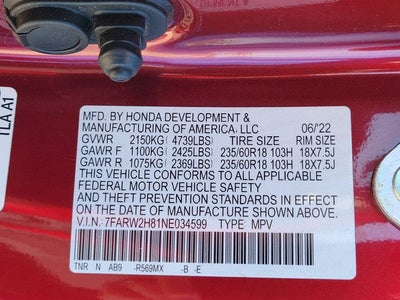 MFD. BY HONDA DEVELOPMENT &
MANUFACTURING OF AMERICA, LLC 06/'22
GVWR 2150KG( 4739LBS) TIRE SIZE RIM SIZE
GAWR F 1100KG( 2425LBS) 235/60R18 103H 18X7.5J
GAWR R 1075KG( 2369LBS) 235/60R18 103H 18X7.5J
THIS VEHICLE CONFORMS TO ALL APPLICABLE
FEDERAL MOTOR VEHICLE SAFETY STANDARDS IN EFFECT
ON THE DATE OF MANUFACTURE SHOWN ABOVE.
V.I.N.: 7FARW2H81NE034599 TYPE MPV
TNR N AB9 -R569MX -B -E
1LA A1